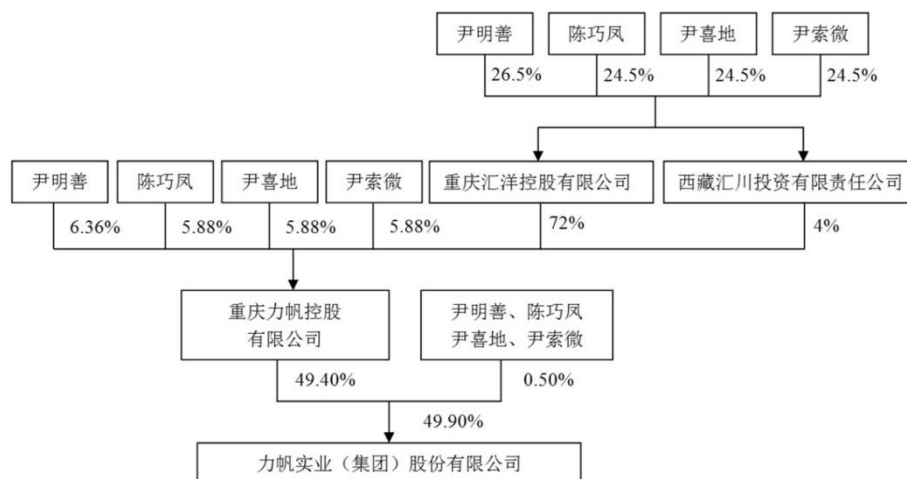 尹明善
陈巧凤
尹喜地
尹索微
26.5%
24.5%
24.5%
24.5%
尹明善
陈巧凤
尹喜地
尹索微
重庆汇洋控股有限公司
西藏汇川投资有限责任公司
6.36%
5.88%
5.88%
5.88%
72%
4%
重庆力帆控股
有限公司
尹明善、陈巧凤
尹喜地、尹索微
49.40%
0.50%
49.90%
力帆实业（集团）股份有限公司